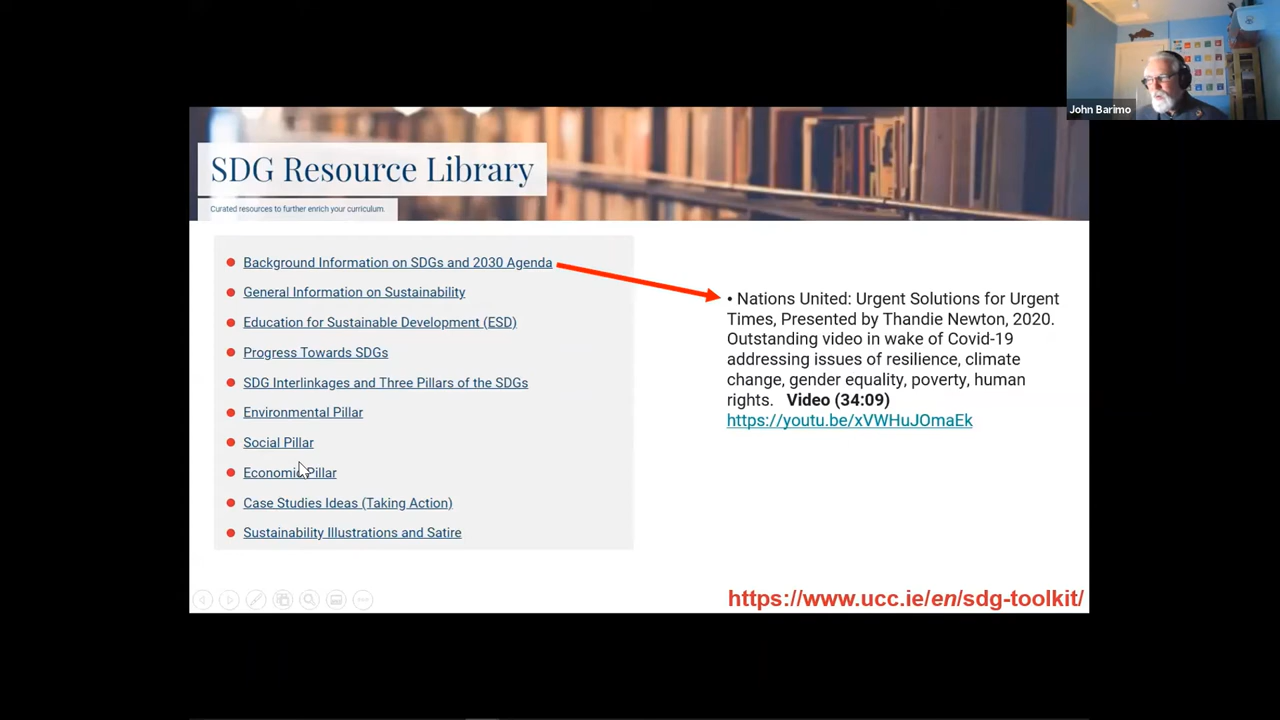 John Barimo
SDG Resource Library
Curated resources to further enrich your curriculum.
Background Information on SDGs and 2030 Agenda
General Information on Sustainability
Education for Sustainable Development (ESD)
Progress Towards SDGs
SDG Interlinkages and Three Pillars of the SDGs
Environmental Pillar
Social Pillar
Economic Pillar
Case Studies Ideas (Taking Action)
Sustainability Illustrations and Satire
• Nations United: Urgent Solutions for Urgent
Times, Presented by Thandie Newton, 2020.
Outstanding video in wake of Covid-19
addressing issues of resilience, climate
change, gender equality, poverty, human
rights. Video (34:09)
https://youtu.be/xVWHuJOmaEk
https://www.ucc.ie/en/sdg-toolkit/